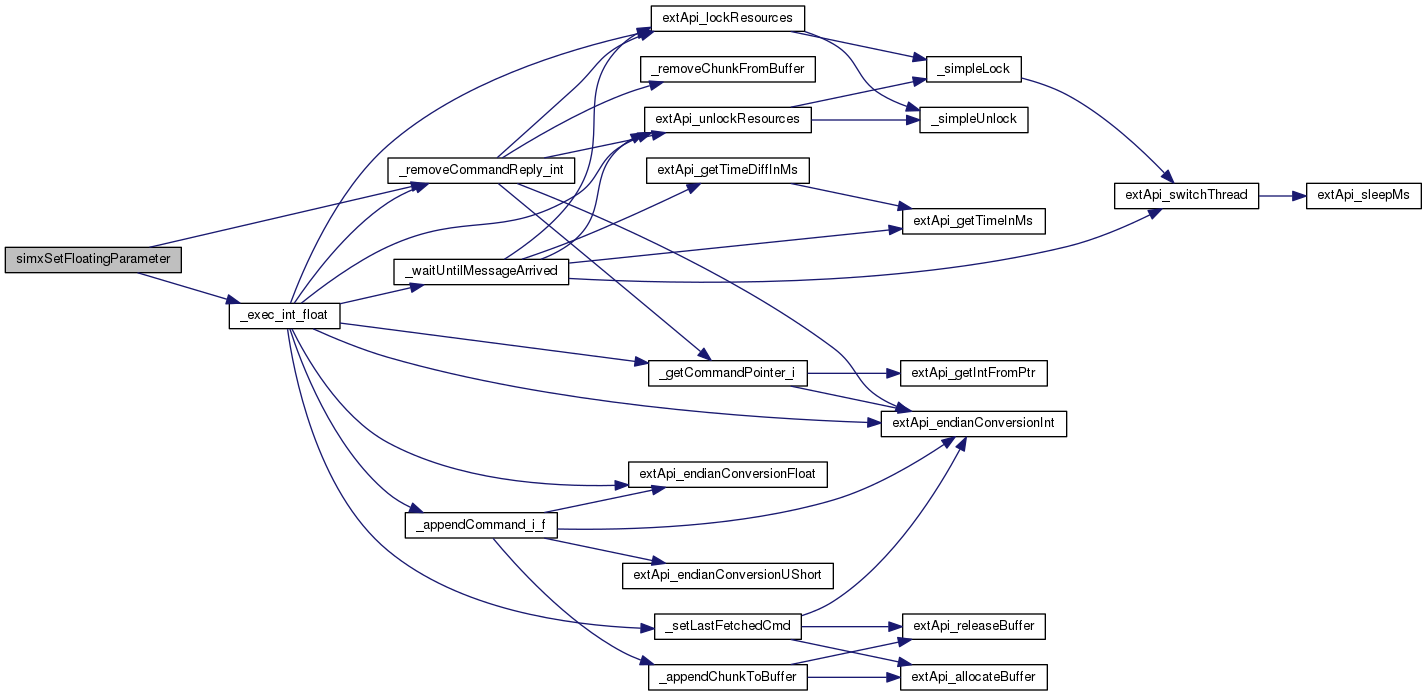 extApi_lockResources
_simpleLock
_removeChunkFromBuffer
extApi_unlockResources
_simpleUnlock
_removeCommandReply_int
extApi_getTimeDiffInMs
extApi_switchThread
extApi_sleepMs
extApi_getTimeInMs
simxSetFloatingParameter
_waitUntilMessageArrived
_exec_int_float
_getCommandPointer_i
extApi_getIntFromPtr
extApi_endianConversionInt
extApi_endianConversionFloat
_appendCommand_i_f
extApi_endianConversionUShort
_setLastFetchedCmd
extApi_releaseBuffer
_appendChunkToBuffer
extApi_allocateBuffer